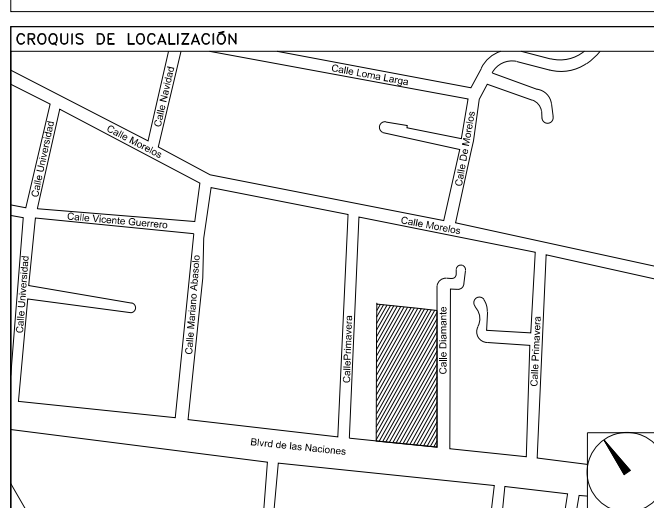 CROQUIS DE LOCALIZACIÓN
Calle Loma Larga
Calle Navidad
Calle Morelos
Calle De Morelos
Calle Universidad
Calle Vicente Guerrero
Calle Morelos
Calle Universidad
Calle Mariano Abasolo
CallePrimavera
Calle Diamante
Calle Primavera
Blvrd de las Naciones